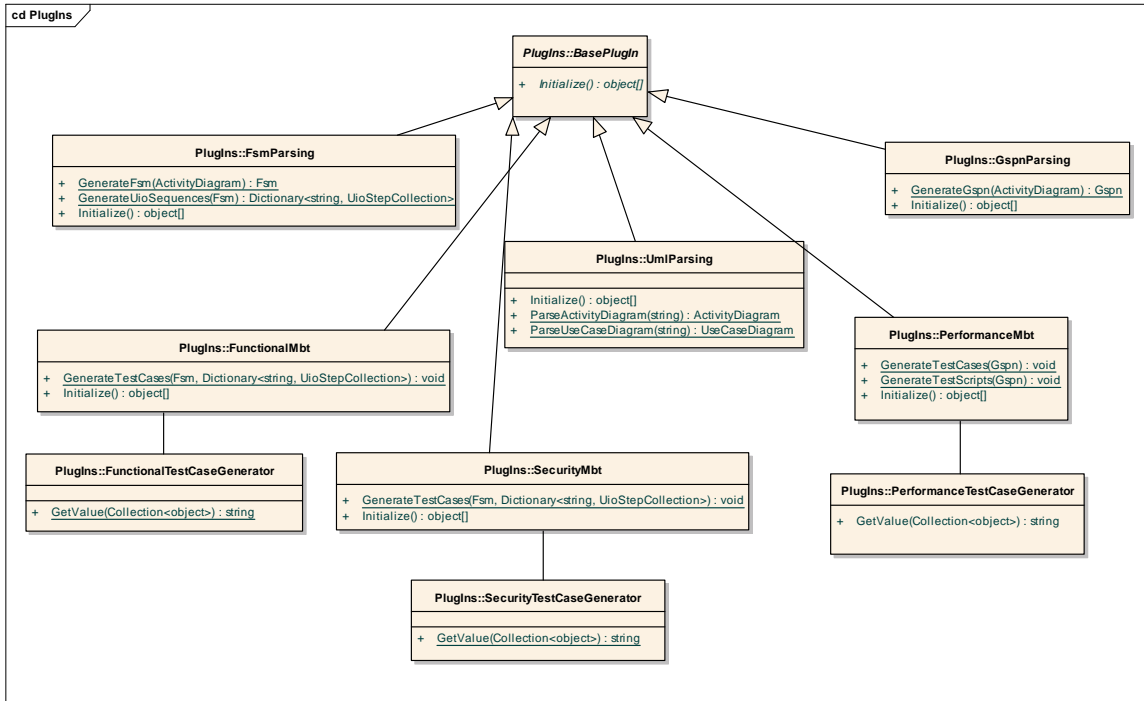 cd PlugIns
PlugIns::BasePlugIn
+ Initialize() : object[]
PlugIns::FsmParsing
+ GenerateFsm(ActivityDiagram) : Fsm
+ GenerateUioSequences(Fsm) : Dictionary<string, UioStepCollection>
+ Initialize() : object[]
PlugIns::GspnParsing
+ GenerateGspn(ActivityDiagram) : Gspn
+ Initialize() : object[]
PlugIns::UmlParsing
+ Initialize() : object[]
+ ParseActivityDiagram(string) : ActivityDiagram
+ ParseUseCaseDiagram(string) : UseCaseDiagram
PlugIns::FunctionalMbt
+ GenerateTestCases(Fsm, Dictionary<string, UioStepCollection>) : void
+ Initialize() : object[]
PlugIns::PerformanceMbt
+ GenerateTestCases(Gspn) : void
+ GenerateTestScripts(Gspn) : void
+ Initialize() : object[]
PlugIns::FunctionalTestCaseGenerator
+ GetValue(Collection<object>) : string
PlugIns::SecurityMbt
+ GenerateTestCases(Fsm, Dictionary<string, UioStepCollection>) : void
+ Initialize() : object[]
PlugIns::PerformanceTestCaseGenerator
+ GetValue(Collection<object>) : string
PlugIns::SecurityTestCaseGenerator
+ GetValue(Collection<object>) : string